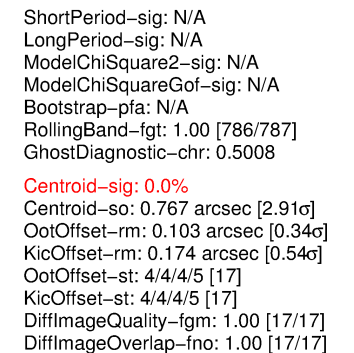 ShortPeriod−sig: N/A
LongPeriod−sig: N/A
ModelChiSquare2−sig: N/A
ModelChiSquareGof−sig: N/A
Bootstrap−pfa: N/A
RollingBand−fgt: 1.00 [786/787]
GhostDiagnostic−chr: 0.5008
Centroid−sig: 0.0%
Centroid−so: 0.767 arcsec [2.91σ]
OotOffset−rm: 0.103 arcsec [0.34σ]
KicOffset−rm: 0.174 arcsec [0.54σ]
OotOffset−st: 4/4/4/5 [17]
KicOffset−st: 4/4/4/5 [17]
DiffImageQuality−fgm: 1.00 [17/17]
DiffImageOverlap−fno: 1.00 [17/17]